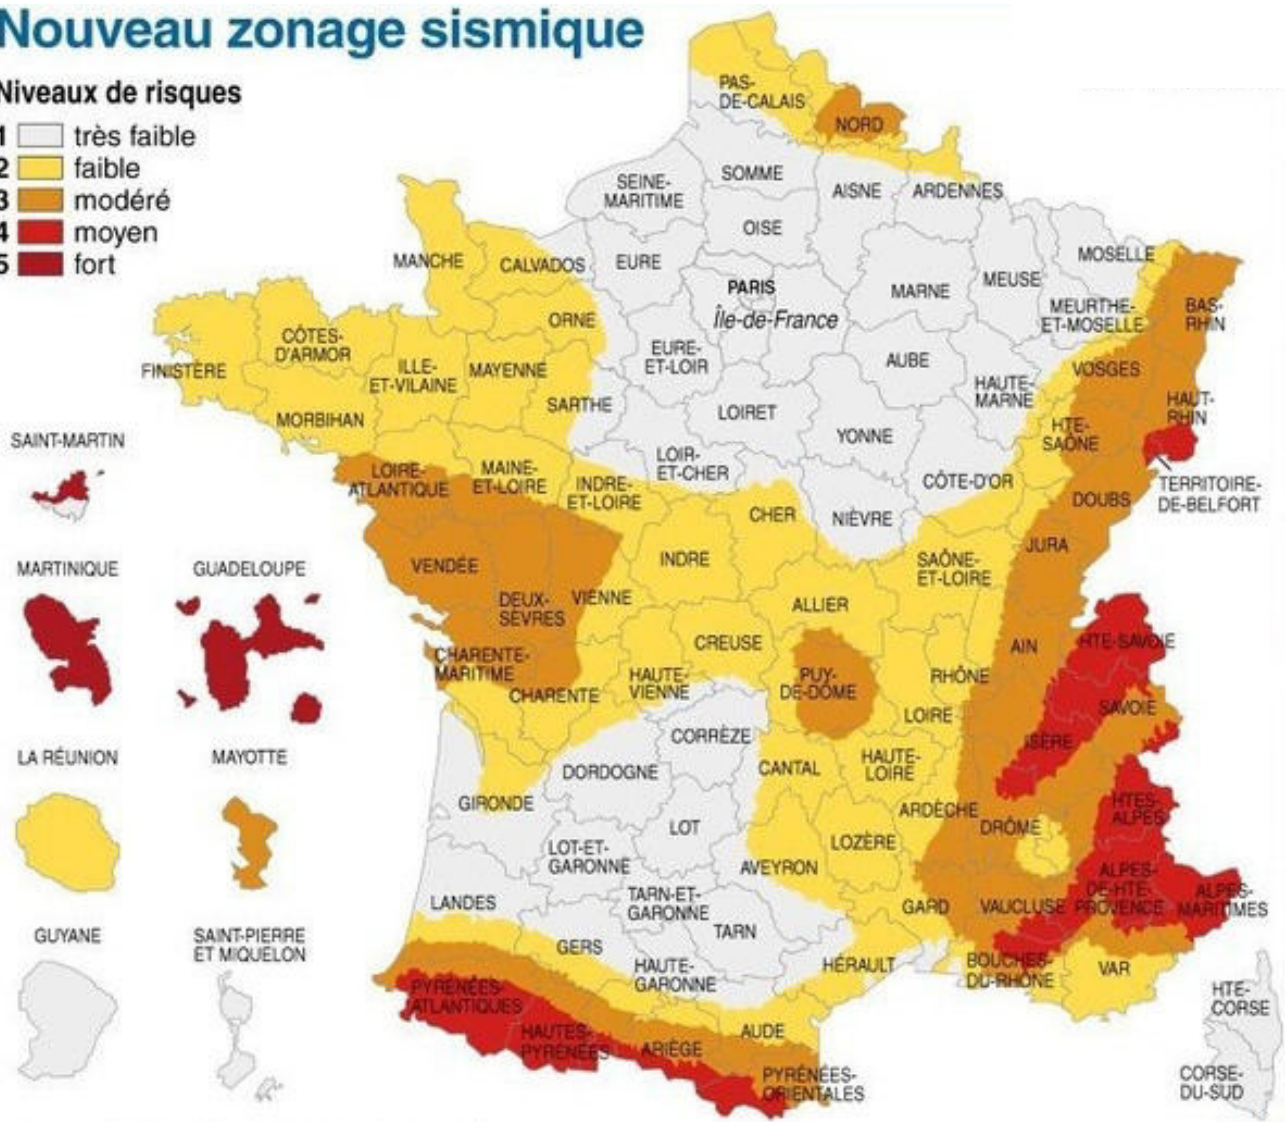 Nouveau zonage sismique
Niveaux de risques
1 très faible
2 faible
3 modéré
4 moyen
5 fort
PAS-
DE-CALAIS
NORD
SOMME
SEINE-
MARITIME
AISNE
ARDENNES
OISE
MANCHE
CALVADOS
EURE
MOSELLE
MEUSE
PARIS
MARNE
Île-de-France
MEURTHE-
ET-MOSELLE
BAS-
RHIN
ORNE
CÔTES-
D'ARMOR
FINISTÈRE
ILLE-
ET-VILAINE
MAYENNE
EURE-
ET-LOIR
AUBE
VOSGES
HAUTE-
MARNE
SARTHE
MORBIHAN
LOIRET
HAUT-
RHIN
YONNE
HTE-
SAÔNE
SAINT-MARTIN
LOIRE-
ATLANTIQUE
MAINE-
ET-LOIRE
INDRE-
ET-LOIRE
LOIR-
ET-CHER
CÔTE-D'OR
TERRITOIRE-
DE-BELFORT
DOUBS
CHER
NIÈVRE
JURA
MARTINIQUE
GUADELOUPE
VENDÉE
INDRE
SAÔNE-
ET-LOIRE
DEUX-
SÈVRES
VIENNE
ALLIER
CREUSE
AIN
HTE-SAVOIE
CHARENTE-
MARITIME
CHARENTE
HAUTE-
VIENNE
PUY-
DE-DÔME
RHÔNE
LOIRE
SAVOIE
ISÈRE
CORRÈZE
LA RÉUNION
MAYOTTE
DORDOGNE
CANTAL
HAUTE-
LOIRE
GIRONDE
ARDÈCHE
DRÔME
HTES-
ALPES
LOT
LOT-ET-
GARONNE
LOZÈRE
AVEYRON
LANDES
TARN-ET-
GARONNE
TARN
GARD
VAUCLUSE
ALPES-
DE-HTE-
PROVENCE
ALPES-
MARITIMES
GUYANE
SAINT-PIERRE
ET MIQUELON
GERS
HAUTE-
GARONNE
HÉRAULT
BOUCHES-
DU-RHÔNE
VAR
PYRÉNÉES-
ATLANTIQUES
HAUTES-
PYRÉNÉES
ARIÈGE
AUDE
PYRÉNÉES-
ORIENTALES
HTE-
CORSE
CORSE-
DU-SUD